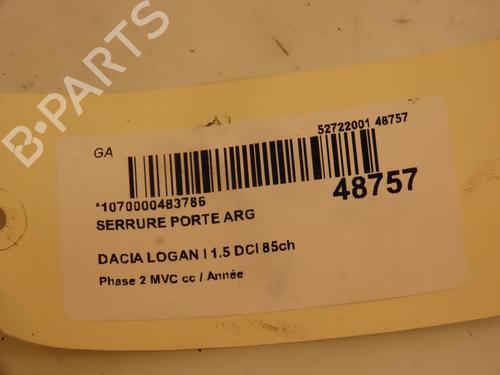 B-PARTS
GA
52722001 48757
*1070000483786
48757
SERRURE PORTE ARG
DACIA LOGAN I 1.5 DCI 85ch
Phase 2 MVC cc / Année